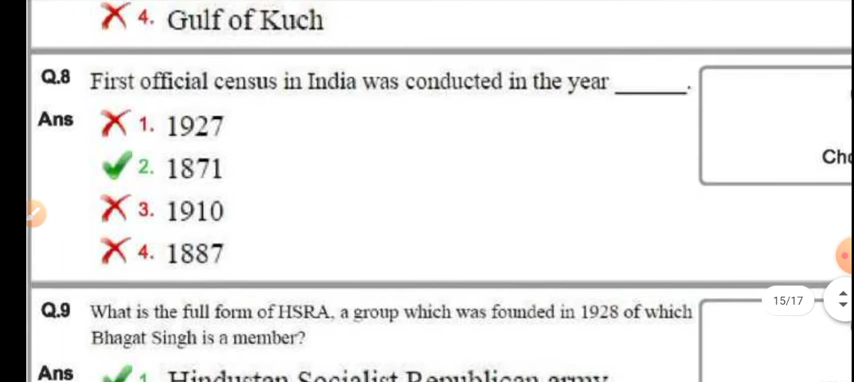 4. Gulf of Kuch
Q.8 First official census in India was conducted in the year ______.
Ans 1. 1927
2. 1871
Ch
3. 1910
4. 1887
15/17
Q.9 What is the full form of HSRA, a group which was founded in 1928 of which
Bhagat Singh is a member?
Ans 1. Hindustan Socialist Republican army